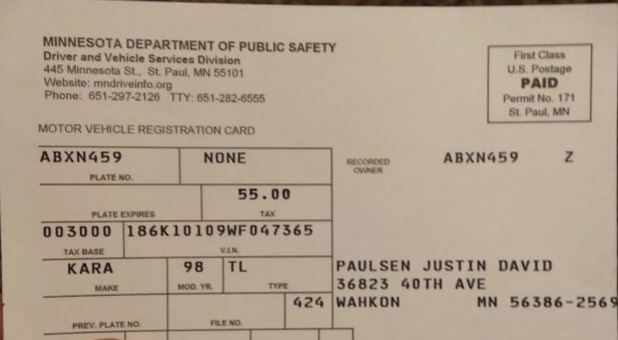 MINNESOTA DEPARTMENT OF PUBLIC SAFETY
Driver and Vehicle Services Division
445 Minnesota St., St. Paul, MN 55101
Website: mndriveinfo.org
Phone: 651-297-2126 TTY: 651-282-6555
First Class
U.S. Postage
PAID
Permit No. 171
St. Paul, MN
MOTOR VEHICLE REGISTRATION CARD
ABXN459 NONE
PLATE NO.
RECORDED OWNER ABXN459 Z
55.00
PLATE EXPIRES TAX
003000 186K10109WF047365
TAX BASE V.I.N.
KARA 98 TL
MAKE MOD. YR. TYPE
424
PREV. PLATE NO. FILE NO.
PAULSEN JUSTIN DAVID
36823 40TH AVE
WAHKON MN 56386-2569